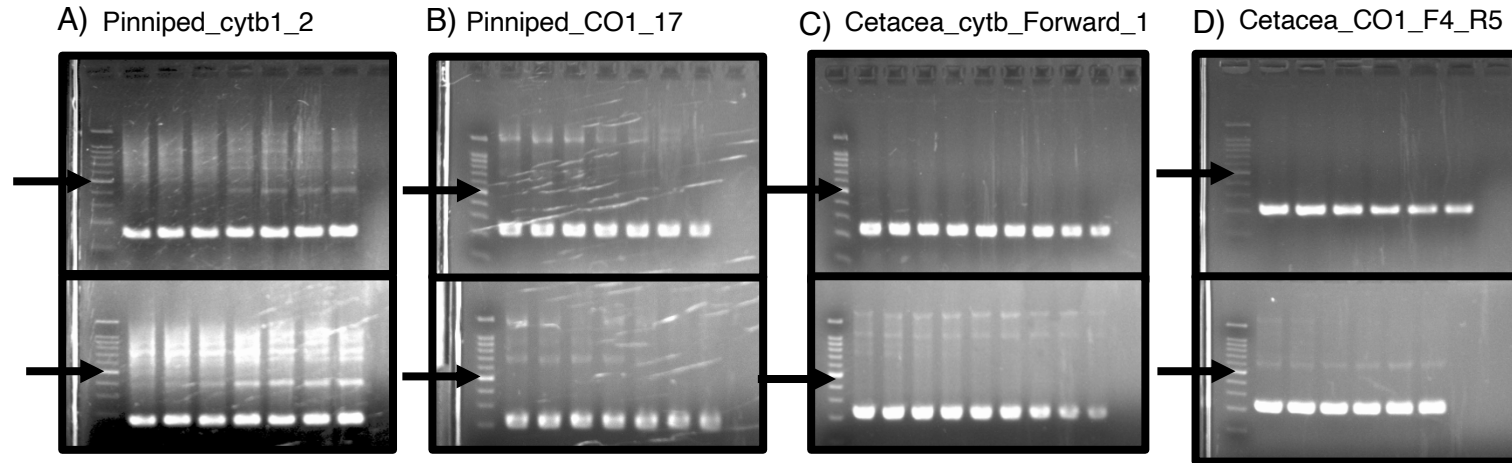 A) Pinniped_cytb1_2
B) Pinniped_CO1_17
C) Cetacea_cytb_Forward_1
D) Cetacea_CO1_F4_R5